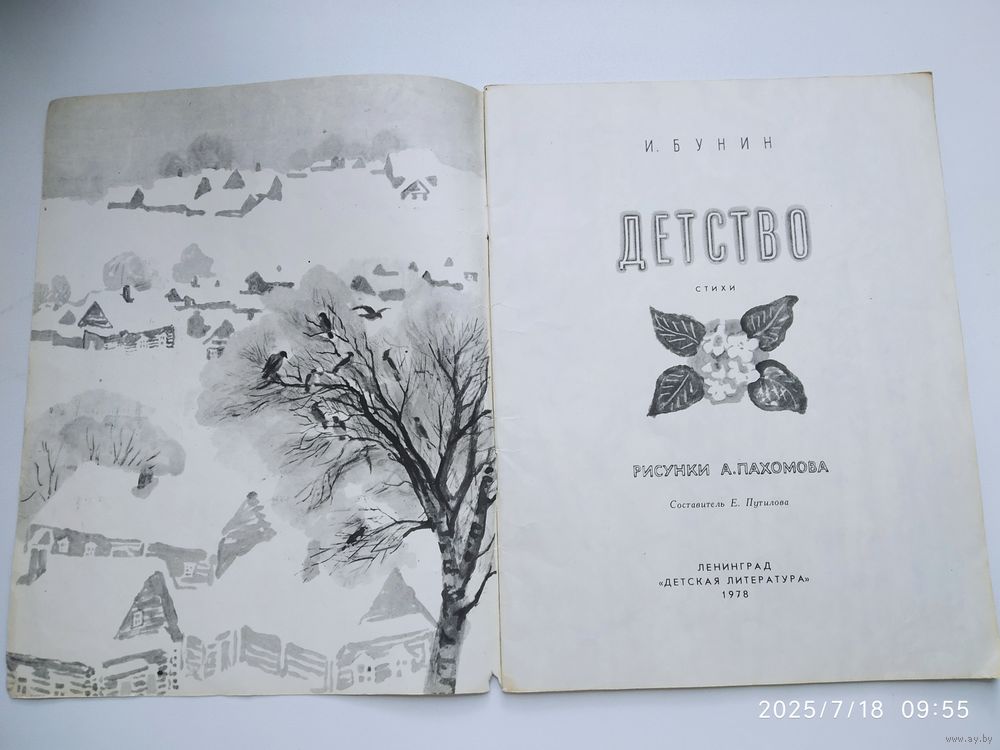 И. БУНИН
ДЕТСТВО
СТИХИ
РИСУНКИ А.ПАХОМОВА
Составитель Е. Путилова
ЛЕНИНГРАД
«ДЕТСКАЯ ЛИТЕРАТУРА»
1978
2025/7/18 09:55
www.ay.by